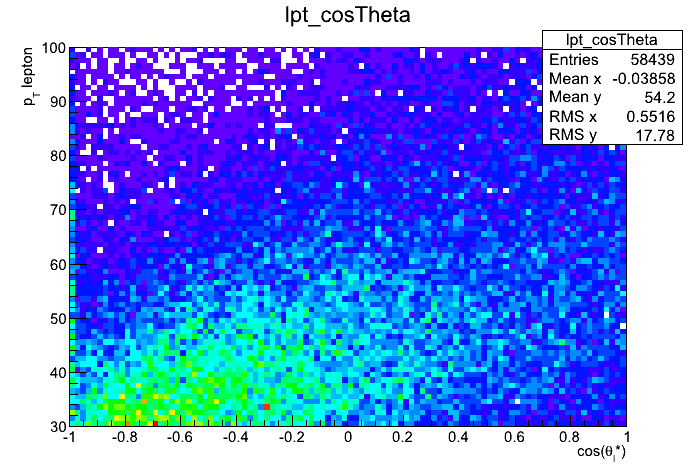 lpt_cosTheta
lpt_cosTheta
Entries 58439
Mean x -0.03858
Mean y 54.2
RMS x 0.5516
RMS y 17.78
p_T lepton
100
90
80
70
60
50
40
30
-1 -0.8 -0.6 -0.4 -0.2 0 0.2 0.4 0.6 0.8 1
cos(θ_l*)